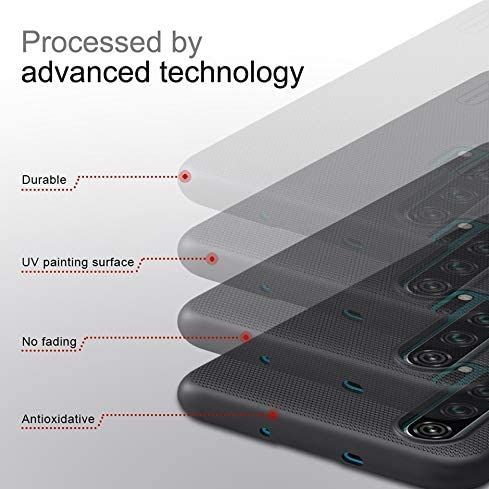 Processed by
advanced technology
Durable
UV painting surface
No fading
Antioxidative